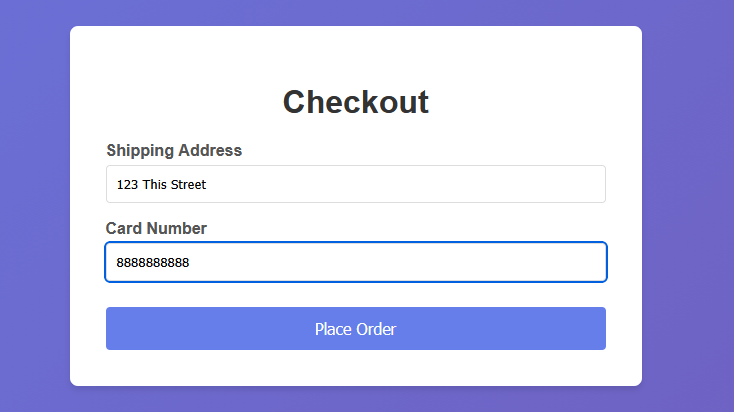 Checkout
Shipping Address
123 This Street
Card Number
8888888888
Place Order